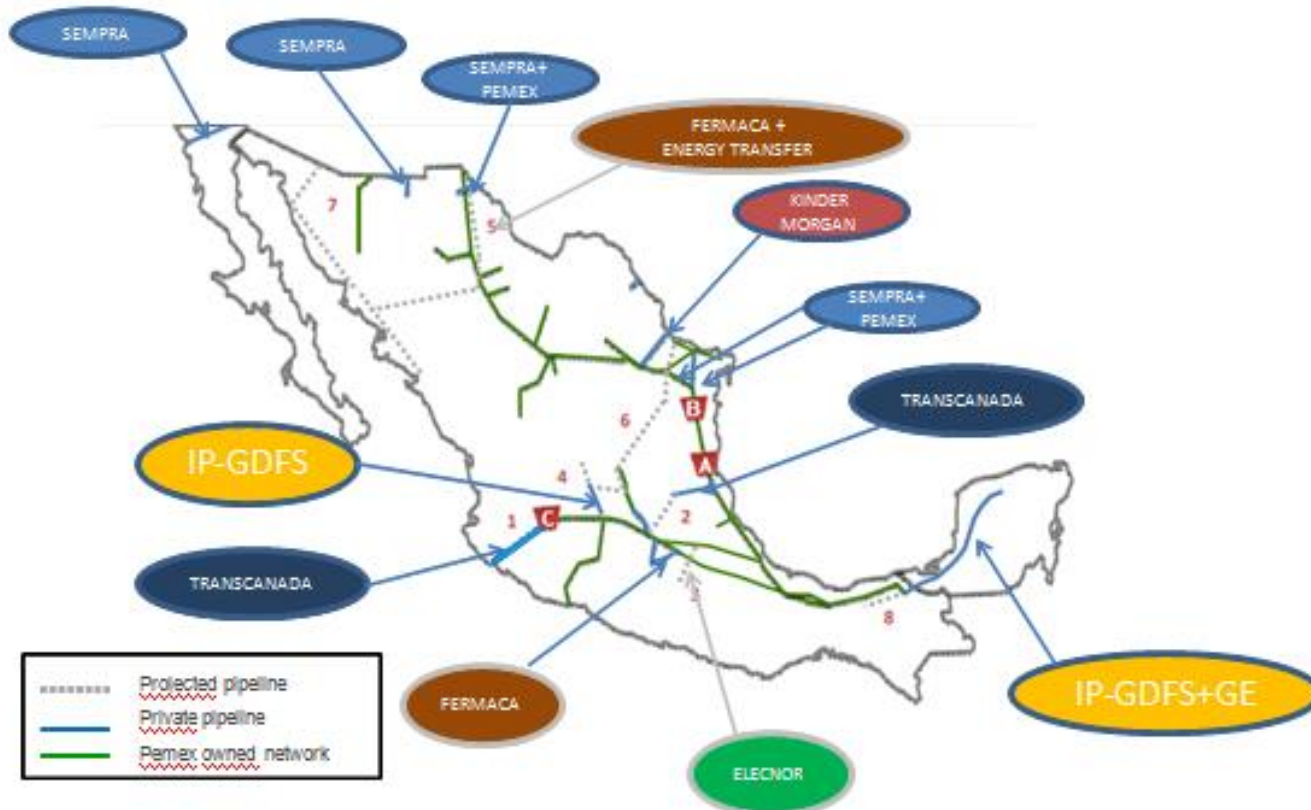 SEMPRA
SEMPRA
SEMPRA+
PEMEX
FERMACA +
ENERGY TRANSFER
KINDER
MORGAN
7
5
SEMPRA+
PEMEX
TRANSCANADA
B
6
IP-GDFS
A
4
2
1
C
TRANSCANADA
8
Projected pipeline
Private pipeline
Pemex owned network
FERMACA
IP-GDFS+GE
ELECNOR